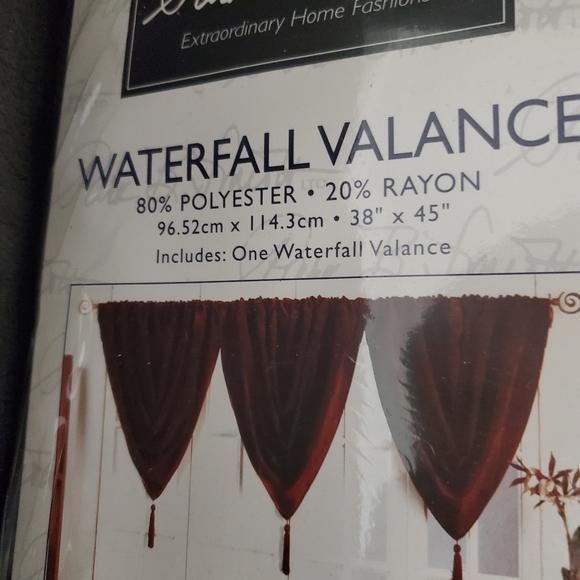 Extraordinary Home Fashions
WATERFALL VALANCE
80% POLYESTER • 20% RAYON
96.52cm x 114.3cm • 38" x 45"
Includes: One Waterfall Valance